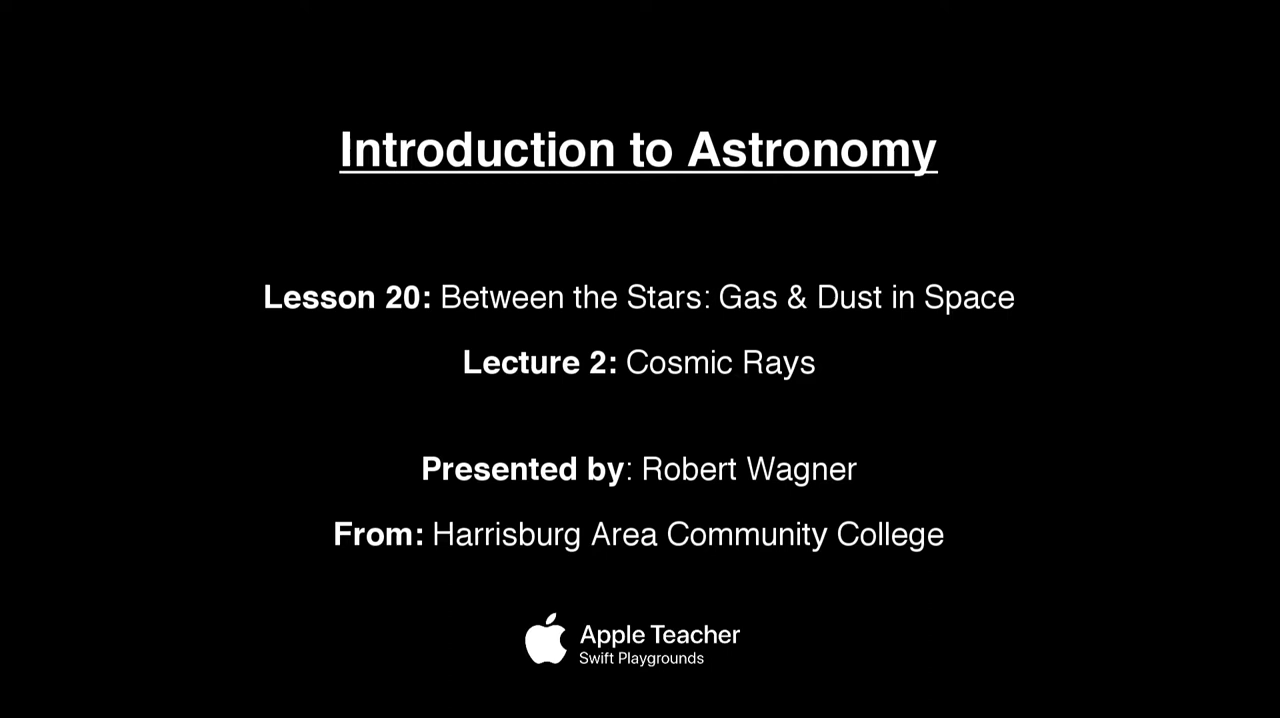 Introduction to Astronomy
Lesson 20: Between the Stars: Gas & Dust in Space
Lecture 2: Cosmic Rays
Presented by: Robert Wagner
From: Harrisburg Area Community College
Apple Teacher
Swift Playgrounds